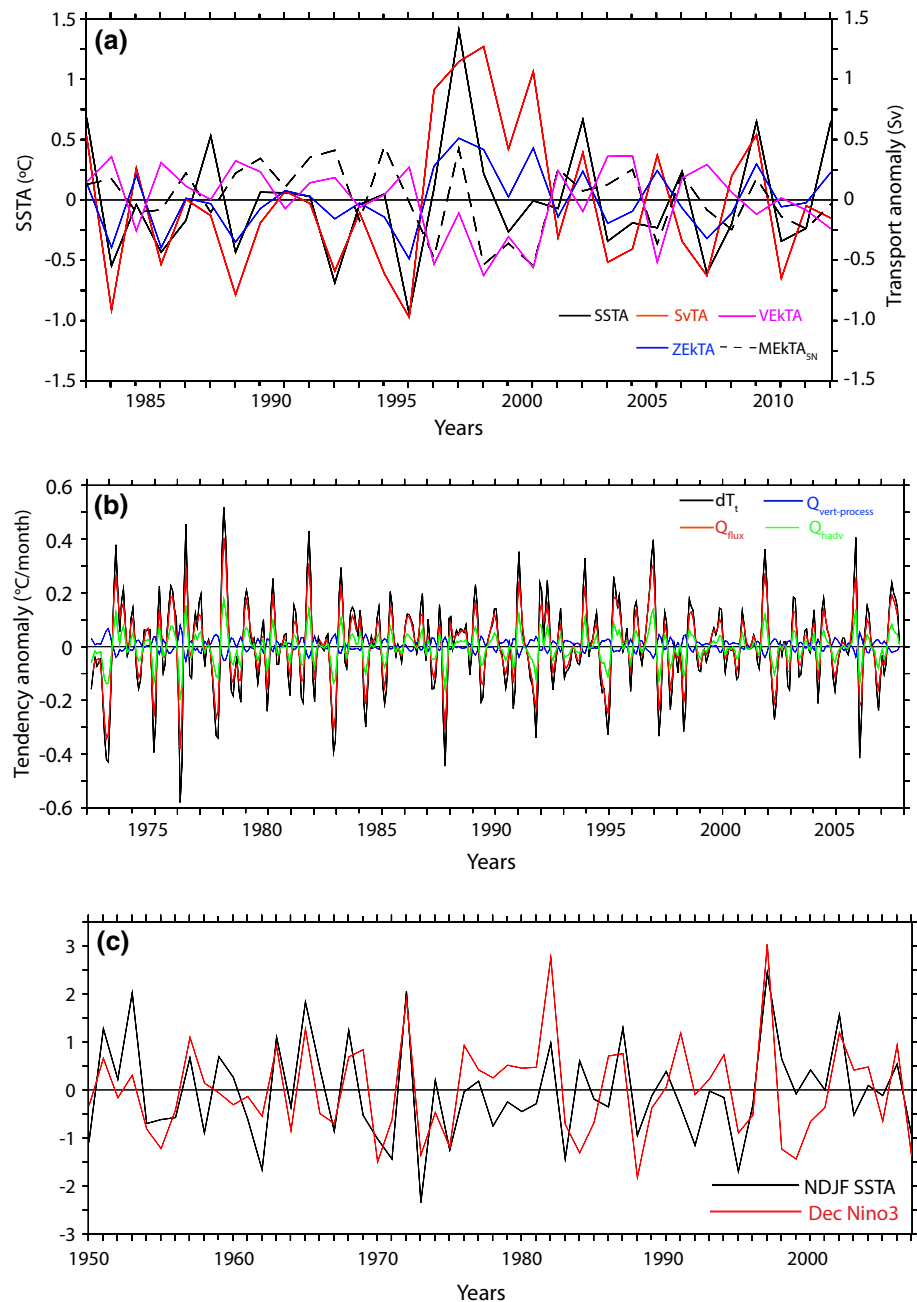 (a)
1.5
1
0.5
0
-0.5
-1.0
-1.5
SSTA (ºC)
1.5
1
0.5
0
-0.5
-1.0
-1.5
Transport anomaly (Sv)
SSTA SvTA VEkTA
ZEkTA MEkTA5N
1985 1990 1995 2000 2005 2010
Years
(b)
0.6
0.4
0.2
0
-0.2
-0.4
-0.6
Tendency anomaly (°C/month)
dTt Qvert-process
Qflux Qhadv
1975 1980 1985 1990 1995 2000 2005
Years
(c)
3
2
1
0
-1
-2
-3
NDJF SSTA
Dec Nino3
1950 1960 1970 1980 1990 2000
Years